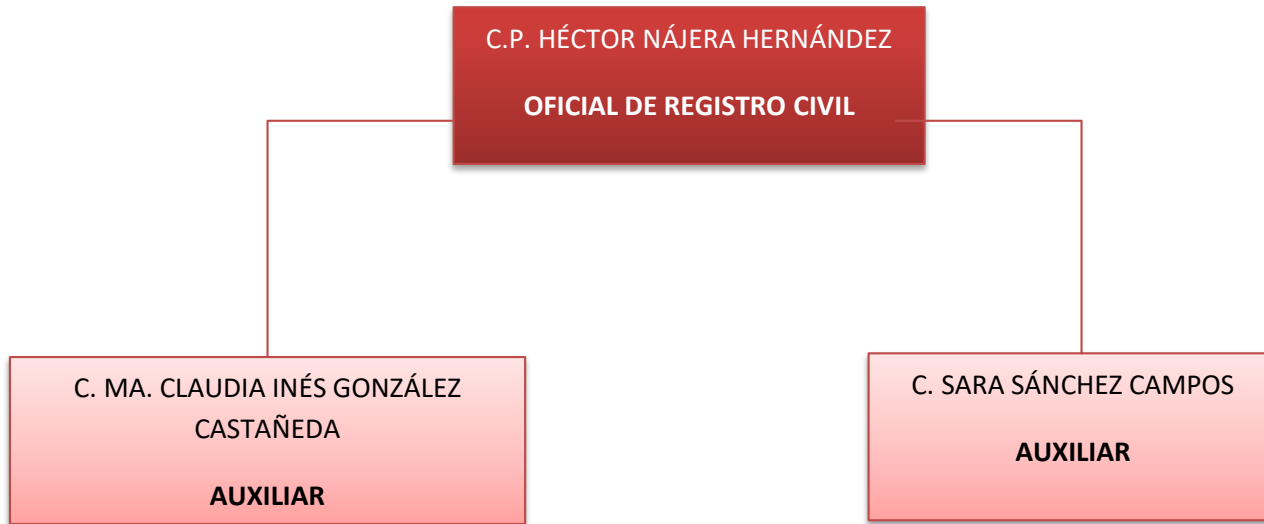 C.P. HÉCTOR NÁJERA HERNÁNDEZ
OFICIAL DE REGISTRO CIVIL
C. MA. CLAUDIA INÉS GONZÁLEZ
CASTAÑEDA
AUXILIAR
C. SARA SÁNCHEZ CAMPOS
AUXILIAR